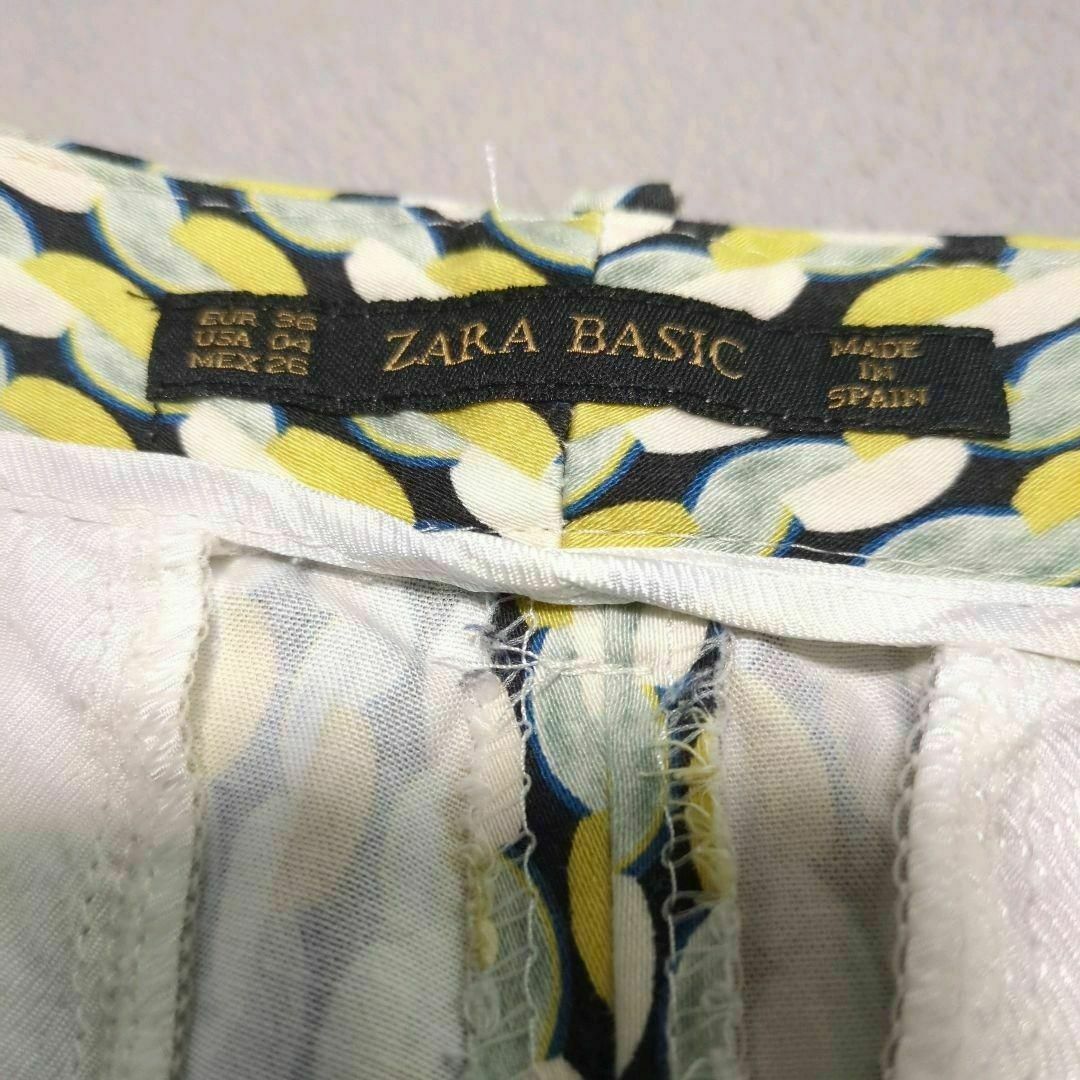 EUR 36
USA 04
MEX 26
ZARA BASIC
MADE
IN
SPAIN